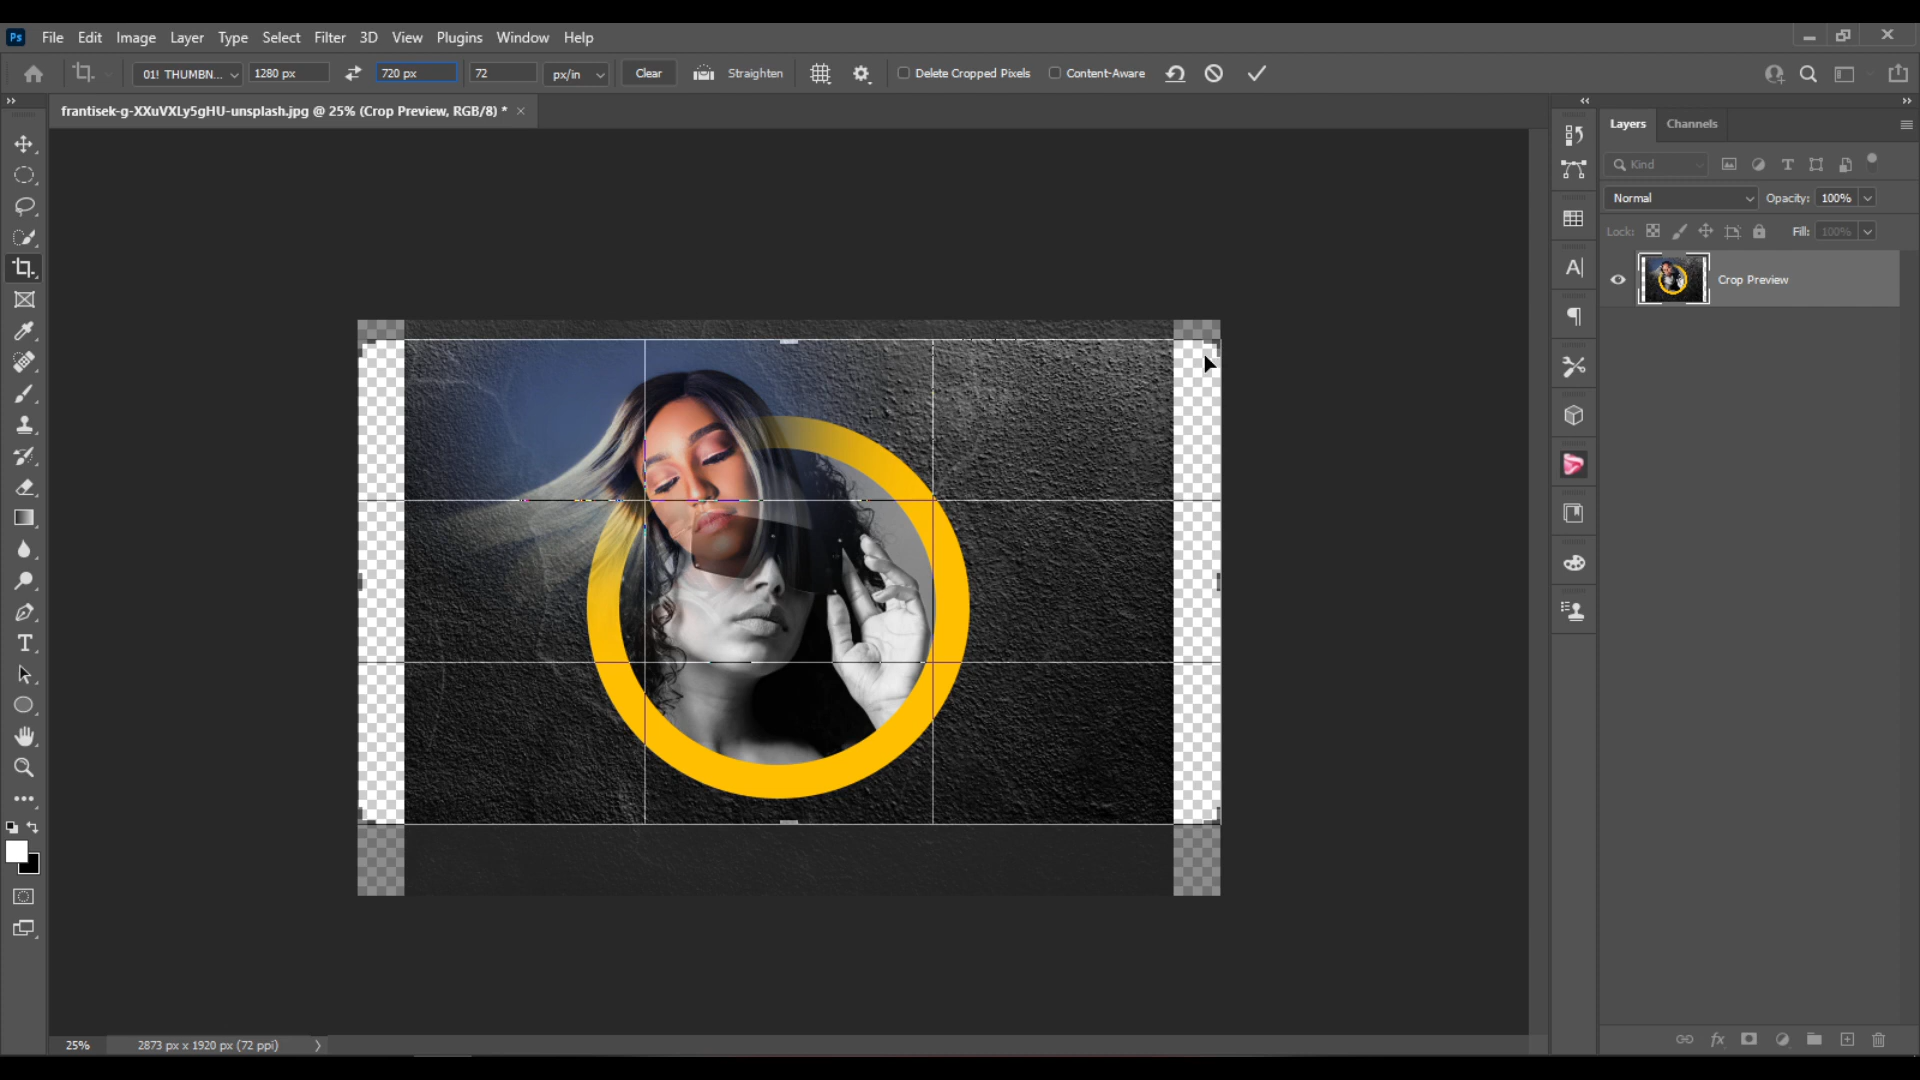 Ps File Edit Image Layer Type Select Filter 3D View Plugins Window Help
01! THUMBN... 1280 px 720 px 72 px/in Clear Straighten Delete Cropped Pixels Content-Aware
frantisek-g-XXuVXLy5gHU-unsplash.jpg @ 25% (Crop Preview, RGB/8) *
Layers Channels
Kind
Normal Opacity: 100%
Lock: Fill: 100%
Crop Preview
25% 2873 px x 1920 px (72 ppi)